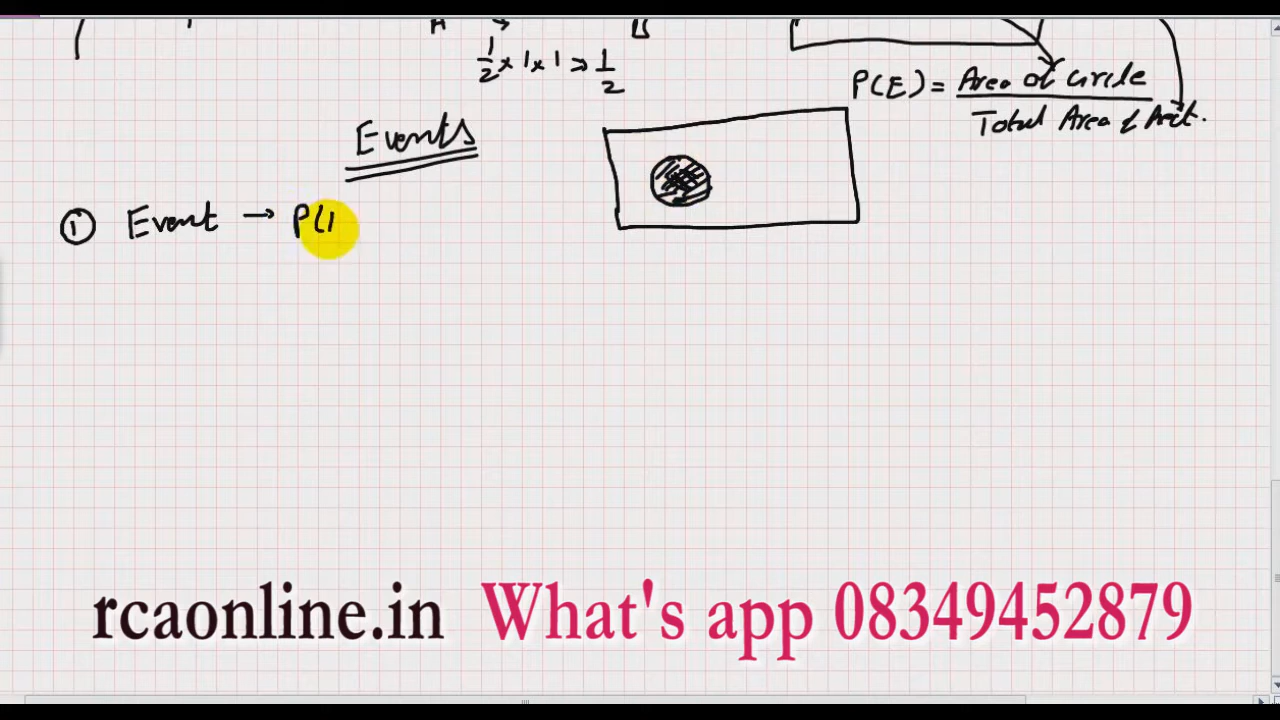 A → B
1/2 × 1 × 1 ⇒ 1/2
P(E) = Area of circle / Total Area of
Events
① Event → P(
rcaonline.in What's app 08349452879